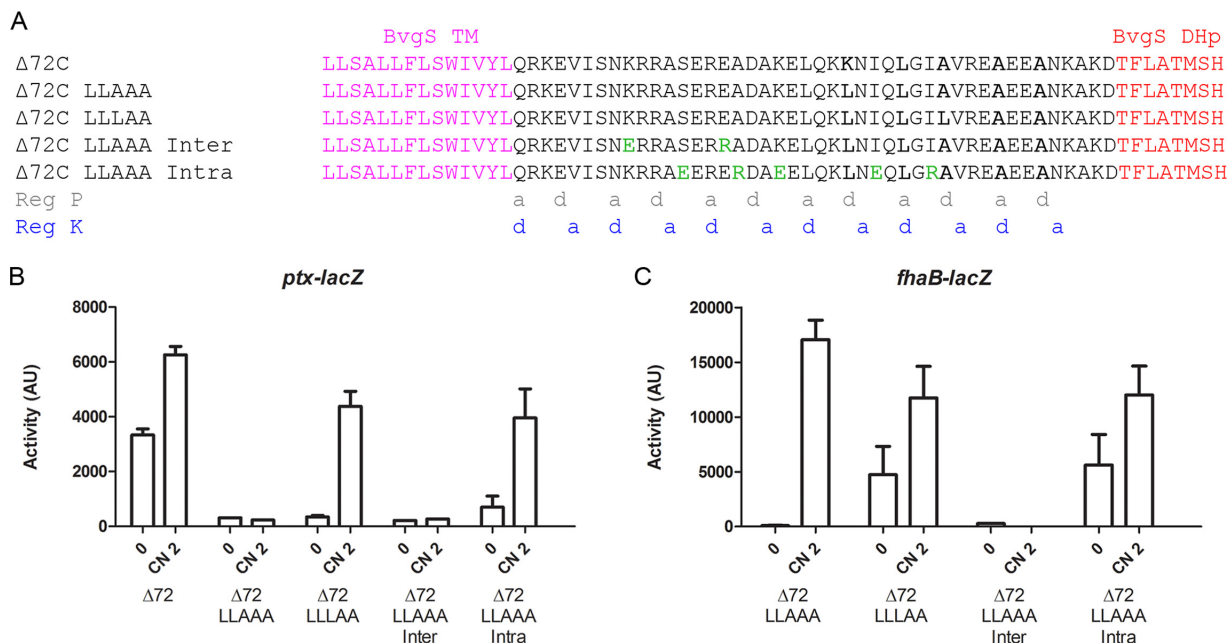 A
BvgS TM BvgS DHp
Δ72C LLSALLFLSWIVYLQRKEVISNKRRASEREADAKELQKKNIQLGIAVREAEEANKAKDTFLATMSH
Δ72C LLAAA LLSALLFLSWIVYLQRKEVISNKRRASEREADAKELQKLNIQLGIAVREAEEANKAKDTFLATMSH
Δ72C LLLAA LLSALLFLSWIVYLQRKEVISNKRRASEREADAKELQKLNIQLGILVREAEEANKAKDTFLATMSH
Δ72C LLAAA Inter LLSALLFLSWIVYLQRKEVISNERRASERRADAKELQKLNIQLGIAVREAEEANKAKDTFLATMSH
Δ72C LLAAA Intra LLSALLFLSWIVYLQRKEVISNKRRAEERERDAEELQKLNEQLGRAVREAEEANKAKDTFLATMSH
Reg P a d a d a d a d a d a d
Reg K d a d a d a d a d a d a
B
ptx-lacZ
Activity (AU)
8000
6000
4000
2000
0
0 CN 2 0 CN 2 0 CN 2 0 CN 2 0 CN 2
Δ72 Δ72 Δ72 Δ72 Δ72
LLAAA LLLAA LLAAA LLAAA
Inter Intra
C
fhaB-lacZ
Activity (AU)
20000
15000
10000
5000
0
0 CN 2 0 CN 2 0 CN 2 0 CN 2
Δ72 Δ72 Δ72 Δ72
LLAAA LLLAA LLAAA LLAAA
Inter Intra